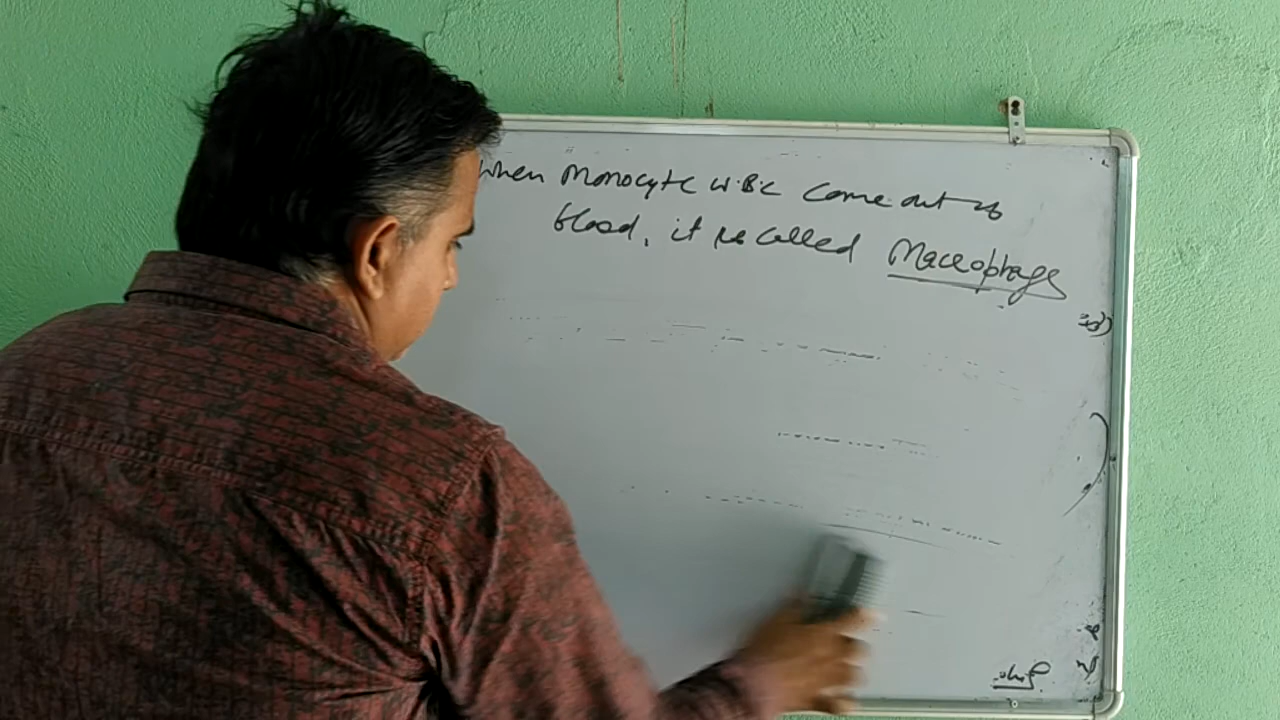 When Monocyte W.B.C come out of
blood, it is called Macrophage